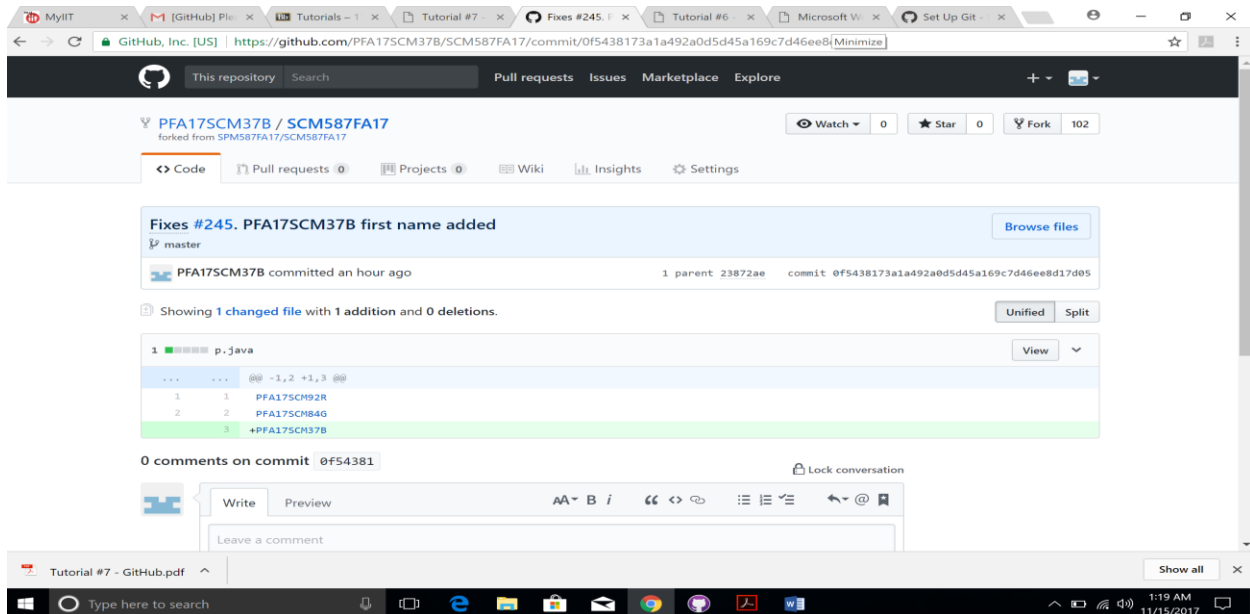 MyIIT
[GitHub] Ple
Tutorials – 1
Tutorial #7 -
Fixes #245. P
Tutorial #6 -
Microsoft W
Set Up Git -
GitHub, Inc. [US] | https://github.com/PFA17SCM37B/SCM587FA17/commit/0f5438173a1a492a0d5d45a169c7d46ee8
Minimize
This repository Search Pull requests Issues Marketplace Explore
PFA17SCM37B / SCM587FA17
forked from SPM587FA17/SCM587FA17
Watch 0 Star 0 Fork 102
Code Pull requests 0 Projects 0 Wiki Insights Settings
Fixes #245. PFA17SCM37B first name added
Browse files
master
PFA17SCM37B committed an hour ago 1 parent 23872ae commit 0f5438173a1a492a0d5d45a169c7d46ee8d17d05
Showing 1 changed file with 1 addition and 0 deletions.
Unified Split
1 p.java View
... ... @@ -1,2 +1,3 @@
1 1 PFA17SCM92R
2 2 PFA17SCM84G
3 +PFA17SCM37B
0 comments on commit 0f54381
Lock conversation
Write Preview AA B i “ <> @
Leave a comment
Tutorial #7 - GitHub.pdf
Show all
Type here to search
1:19 AM
11/15/2017